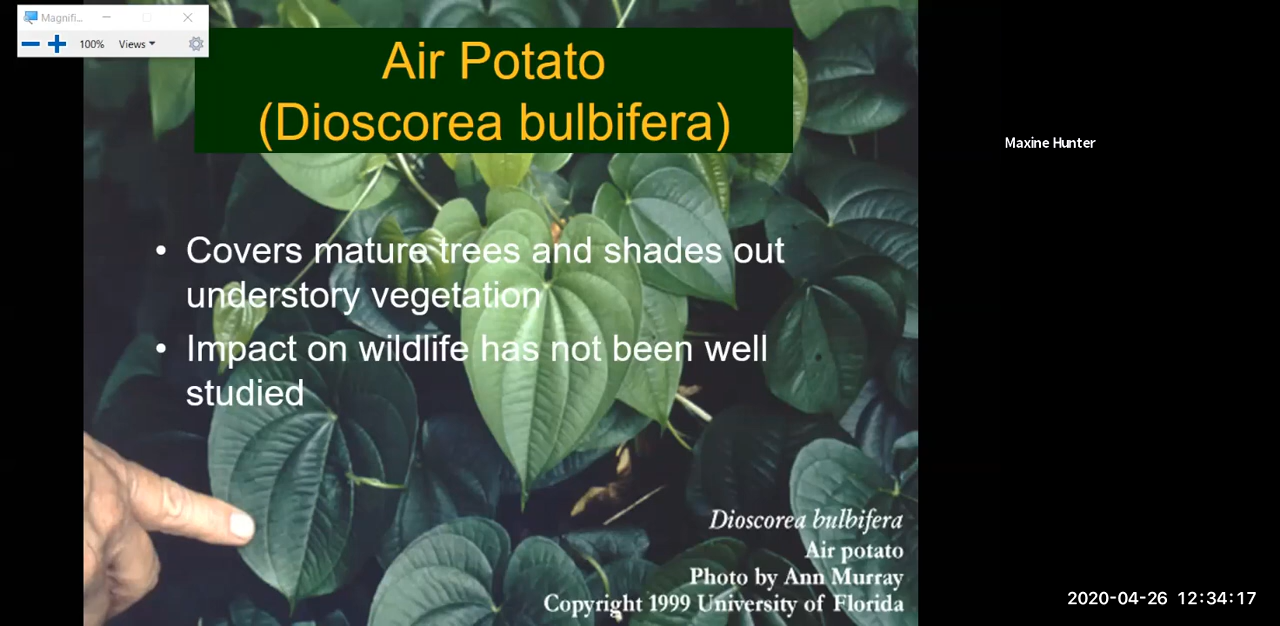 Magnifi...
100% Views
Air Potato
(Dioscorea bulbifera)
Maxine Hunter
• Covers mature trees and shades out
understory vegetation
• Impact on wildlife has not been well
studied
Dioscorea bulbifera
Air potato
Photo by Ann Murray
Copyright 1999 University of Florida
2020-04-26 12:34:17